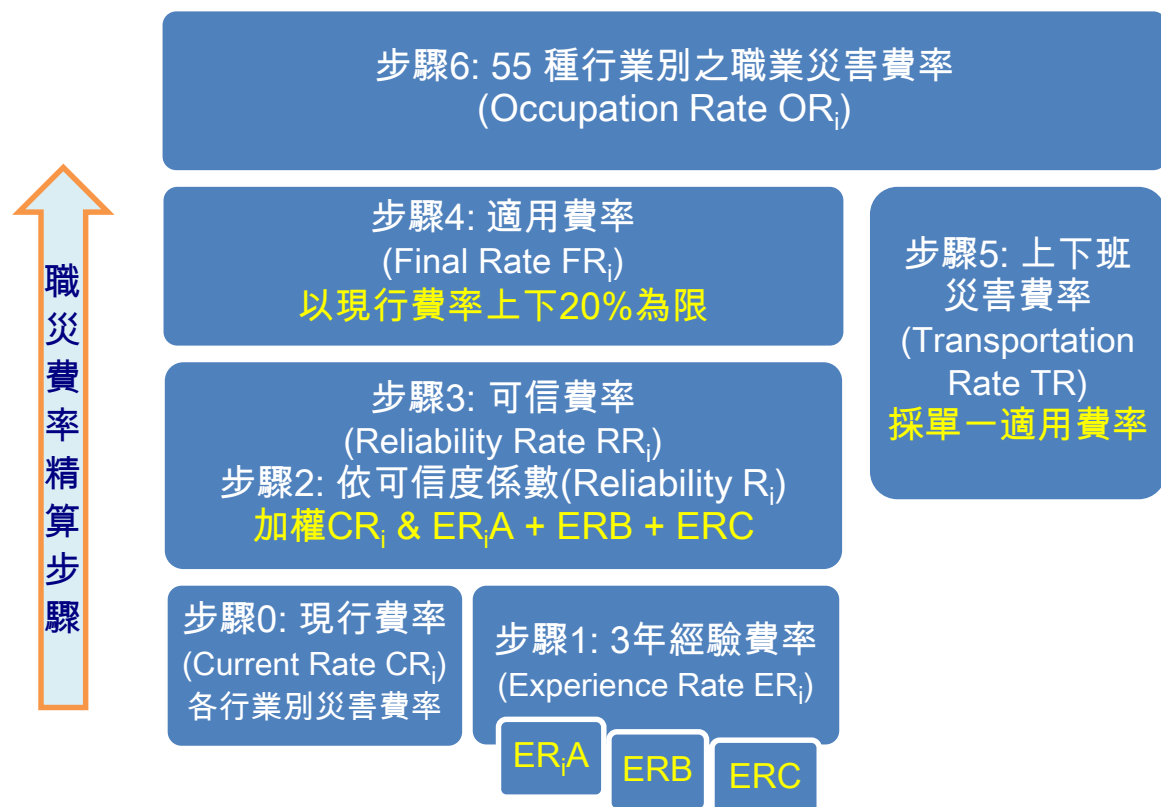 步驟6: 55 種行業別之職業災害費率
(Occupation Rate ORi)
職災費率精算步驟
步驟4: 適用費率
(Final Rate FRi)
以現行費率上下20%為限
步驟5: 上下班
災害費率
(Transportation
Rate TR)
採單一適用費率
步驟3: 可信費率
(Reliability Rate RRi)
步驟2: 依可信度係數(Reliability Ri)
加權CRi & ERiA + ERB + ERC
步驟0: 現行費率
(Current Rate CRi)
各行業別災害費率
步驟1: 3年經驗費率
(Experience Rate ERi)
ERiA
ERB
ERC